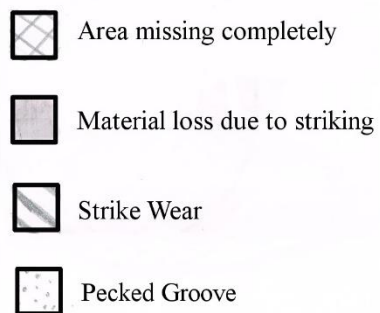 Area missing completely
Material loss due to striking
Strike Wear
Pecked Groove